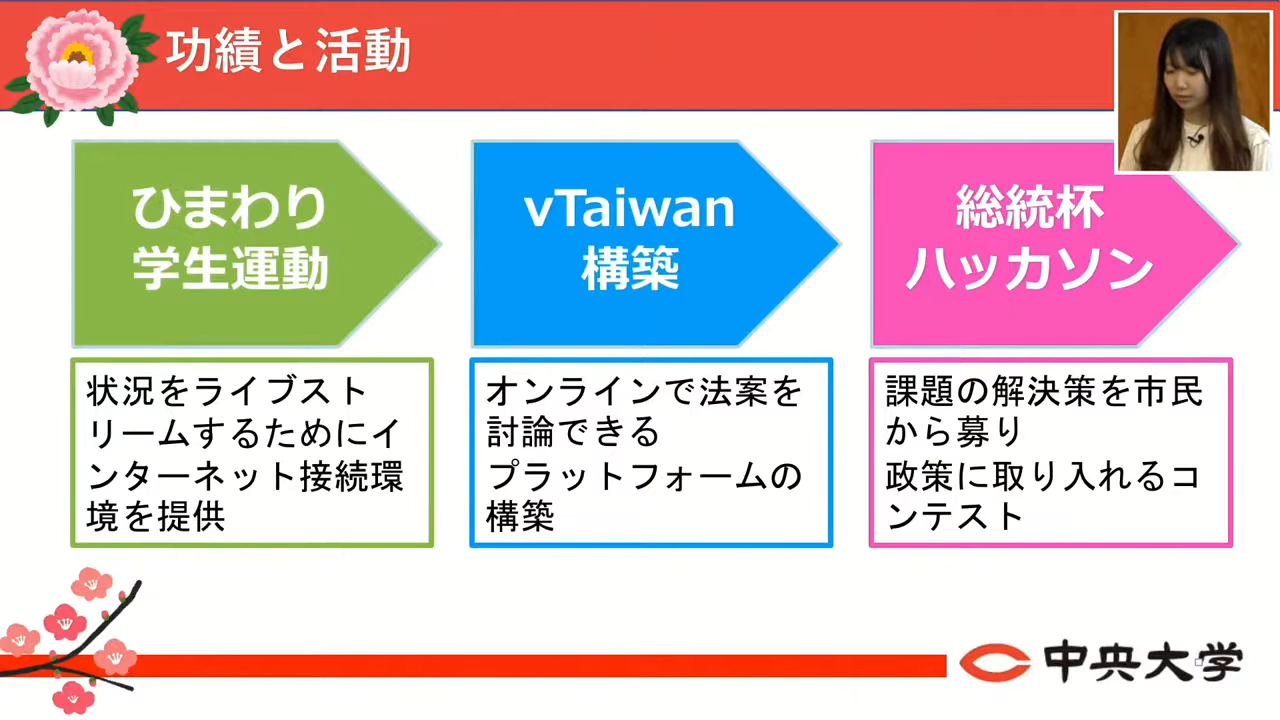 功績と活動
ひまわり
学生運動
vTaiwan
構築
総統杯
ハッカソン
状況をライブスト
リームするためにイ
ンターネット接続環
境を提供
オンラインで法案を
討論できる
プラットフォームの
構築
課題の解決策を市民
から募り
政策に取り入れるコ
ンテスト
中央大学